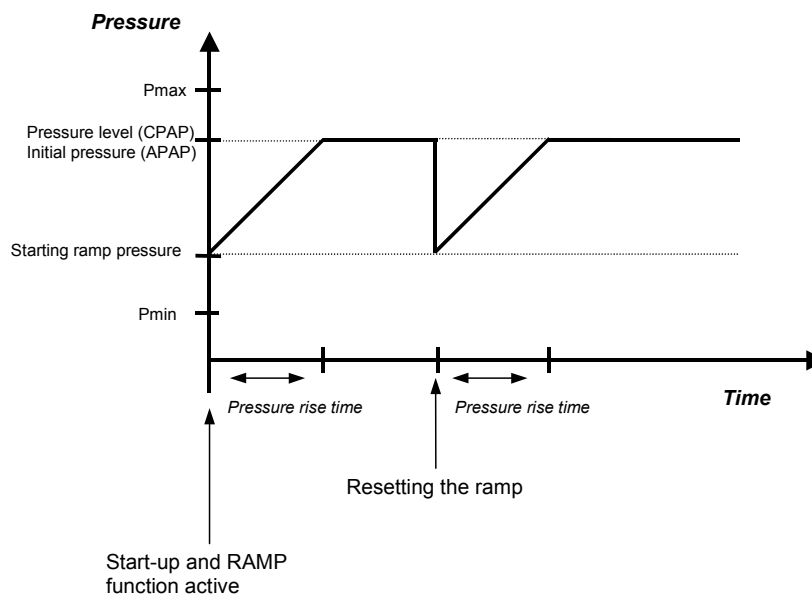 Pressure
Pmax
Pressure level (CPAP)
Initial pressure (APAP)
Starting ramp pressure
Pmin
Pressure rise time
Pressure rise time
Time
Resetting the ramp
Start-up and RAMP
function active